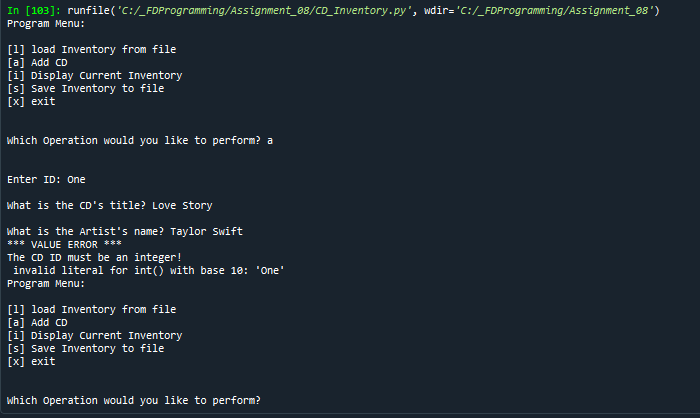 In [103]: runfile('C:/_FDProgramming/Assignment_08/CD_Inventory.py', wdir='C:/_FDProgramming/Assignment_08')
Program Menu:
[l] load Inventory from file
[a] Add CD
[i] Display Current Inventory
[s] Save Inventory to file
[x] exit
Which Operation would you like to perform? a
Enter ID: One
What is the CD's title? Love Story
What is the Artist's name? Taylor Swift
*** VALUE ERROR ***
The CD ID must be an integer!
invalid literal for int() with base 10: 'One'
Program Menu:
[l] load Inventory from file
[a] Add CD
[i] Display Current Inventory
[s] Save Inventory to file
[x] exit
Which Operation would you like to perform?